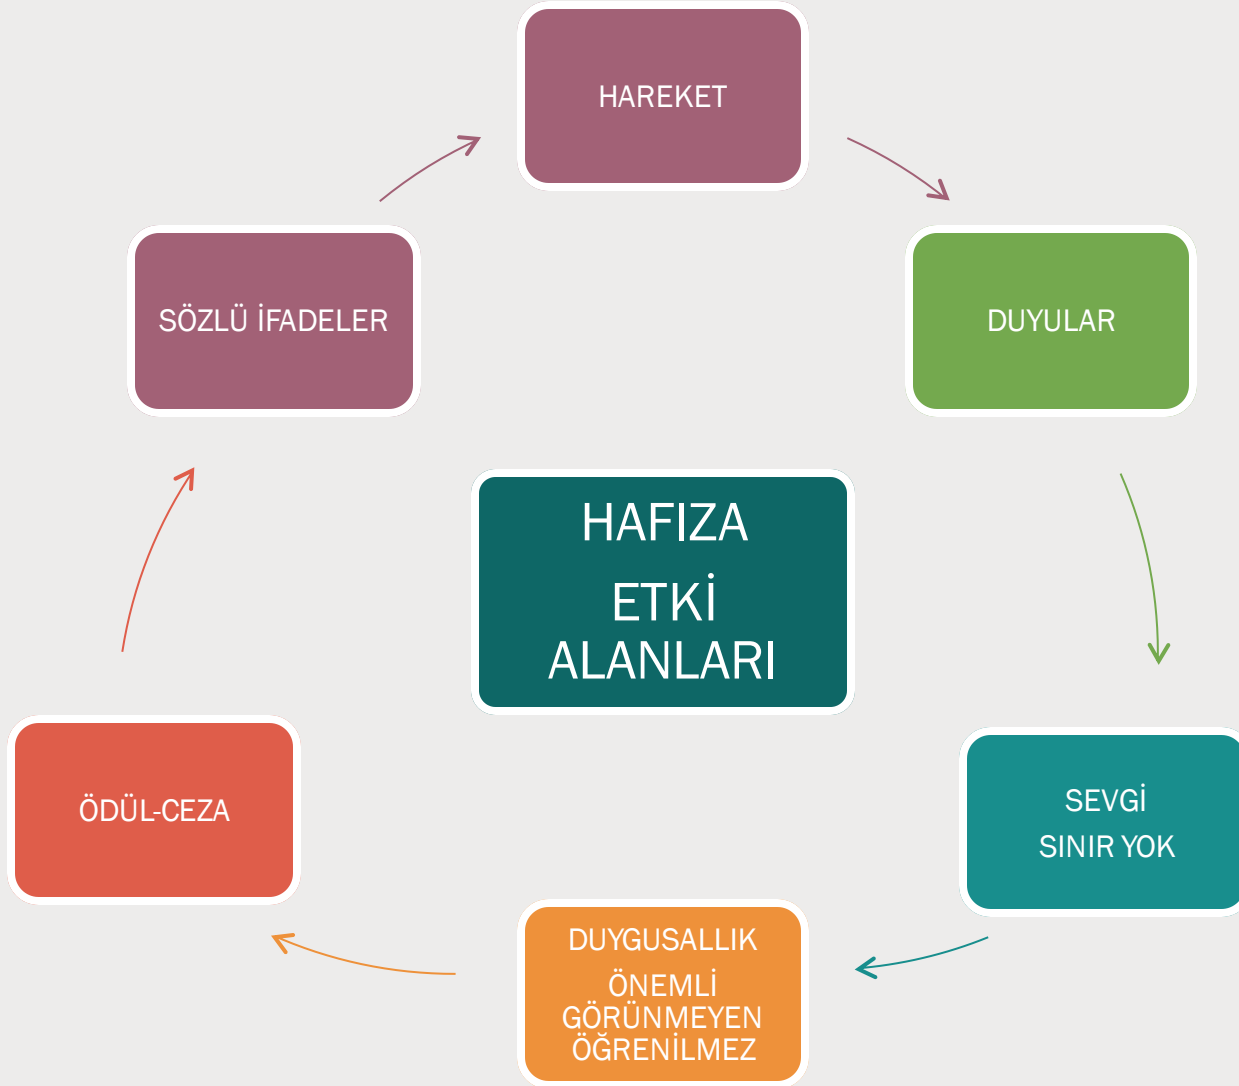 HAREKET
DUYULAR
SEVGİ
SINIR YOK
DUYGUSALLIK
ÖNEMLİ
GÖRÜNMEYEN
ÖĞRENİLMEZ
ÖDÜL-CEZA
SÖZLÜ İFADELER
HAFIZA
ETKİ
ALANLARI